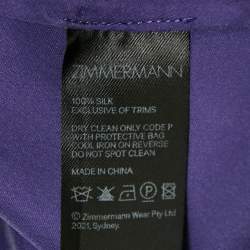 ZIMMERMANN
100% SILK
EXCLUSIVE OF TRIMS
DRY CLEAN ONLY CODE P
WITH PROTECTIVE BAG
COOL IRON ON REVERSE
DO NOT SPOT CLEAN
MADE IN CHINA
© Zimmermann Wear Pty Ltd
2021, Sydney.